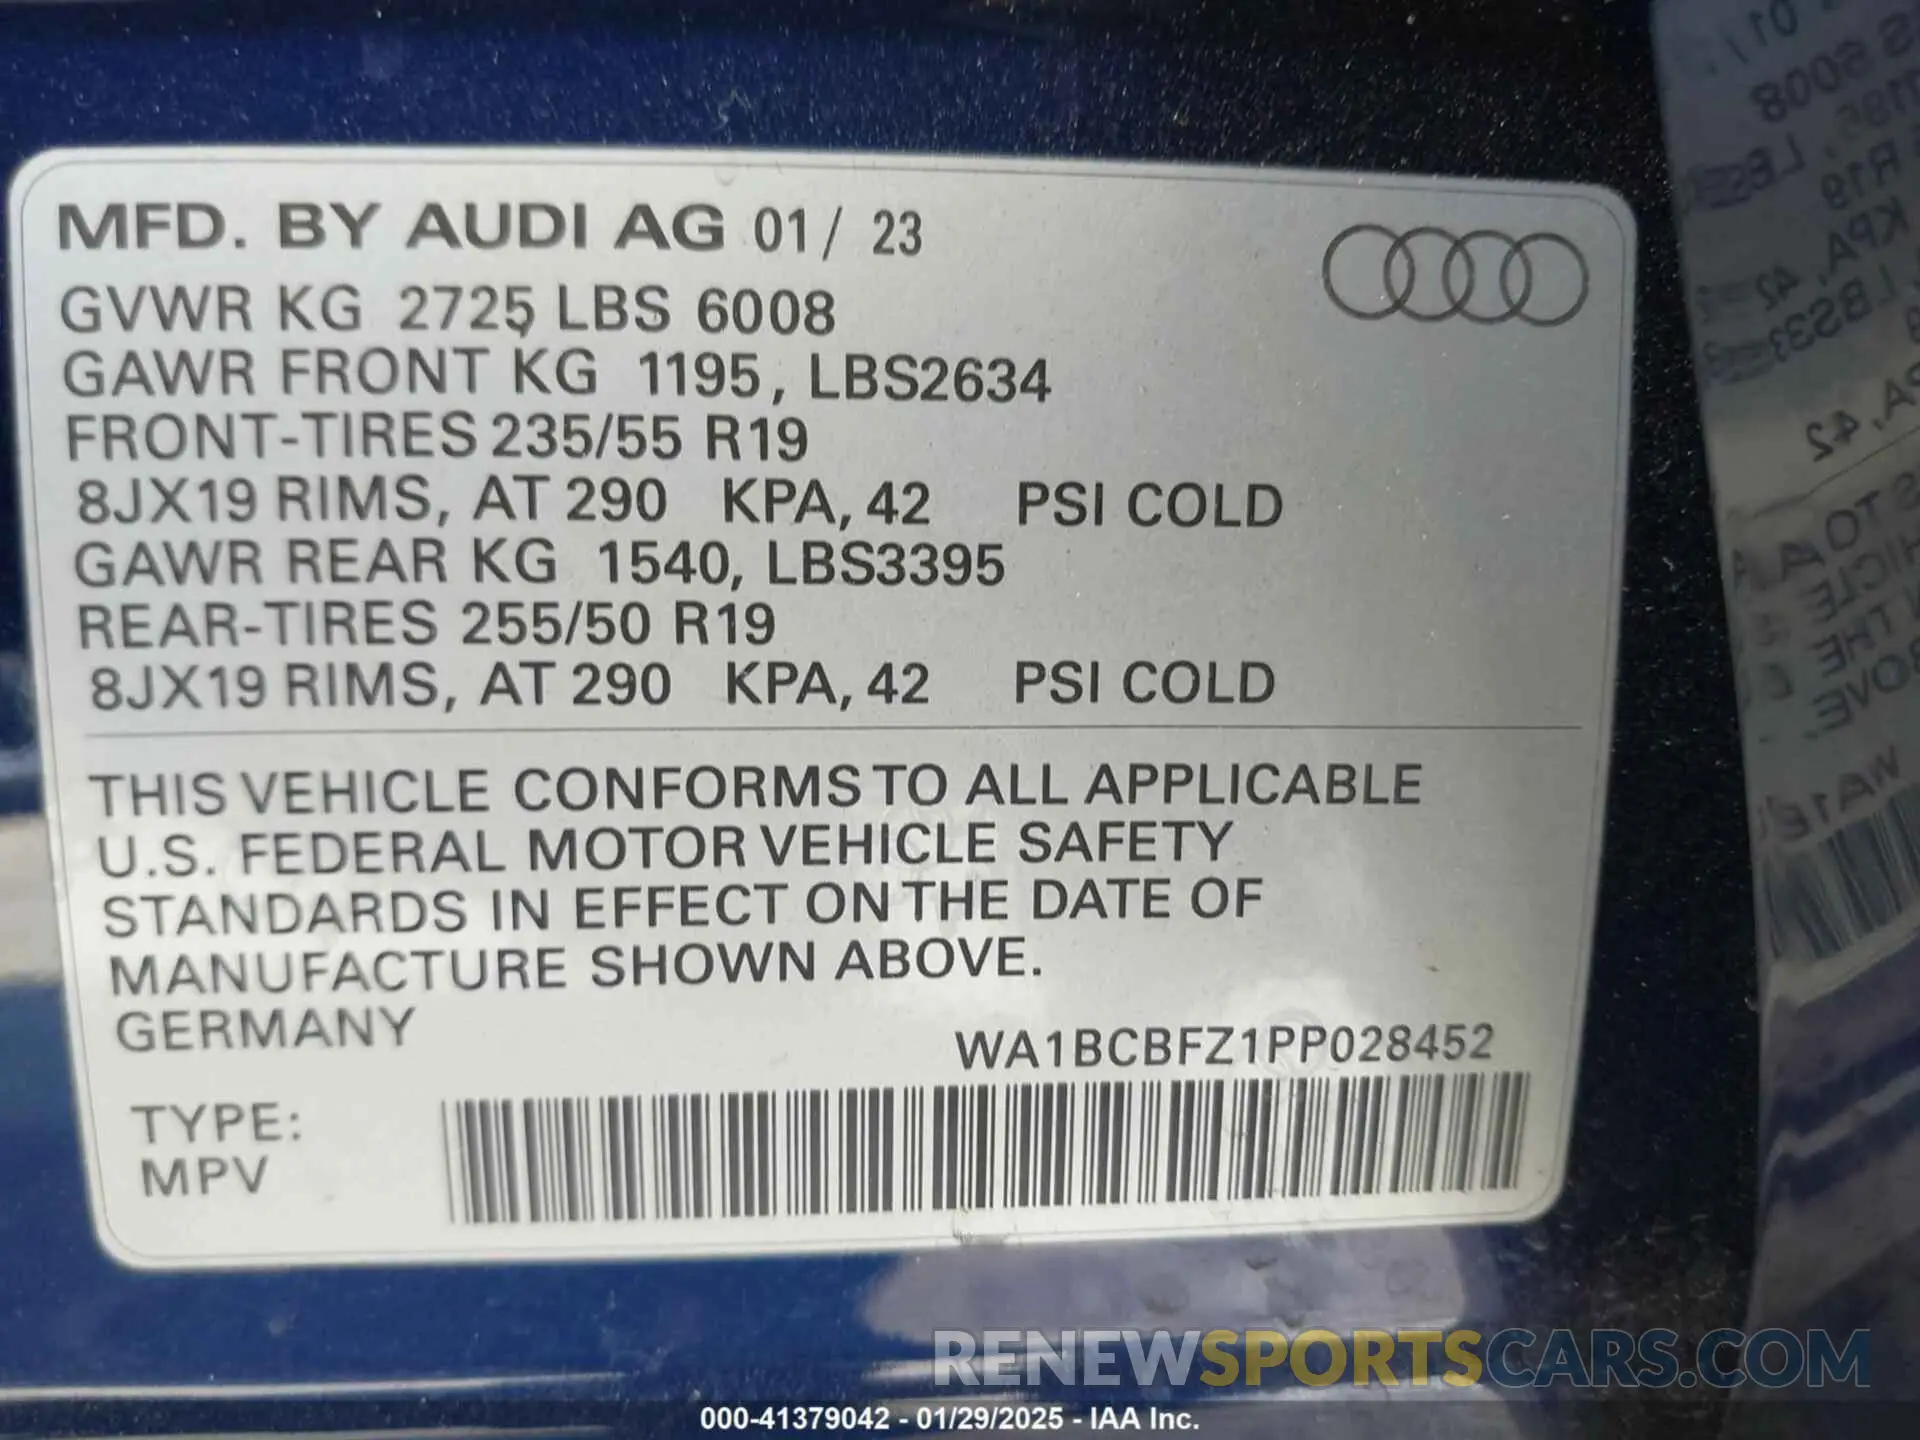 MFD. BY AUDI AG 01 / 23
GVWR KG 2725 LBS 6008
GAWR FRONT KG 1195, LBS2634
FRONT-TIRES 235/55 R19
8JX19 RIMS, AT 290 KPA, 42 PSI COLD
GAWR REAR KG 1540, LBS3395
REAR-TIRES 255/50 R19
8JX19 RIMS, AT 290 KPA, 42 PSI COLD
THIS VEHICLE CONFORMS TO ALL APPLICABLE
U.S. FEDERAL MOTOR VEHICLE SAFETY
STANDARDS IN EFFECT ON THE DATE OF
MANUFACTURE SHOWN ABOVE.
GERMANY
WA1BCBFZ1PP028452
TYPE:
MPV
RENEWSPORTSCARS.COM
000-41379042 - 01/29/2025 - IAA Inc.